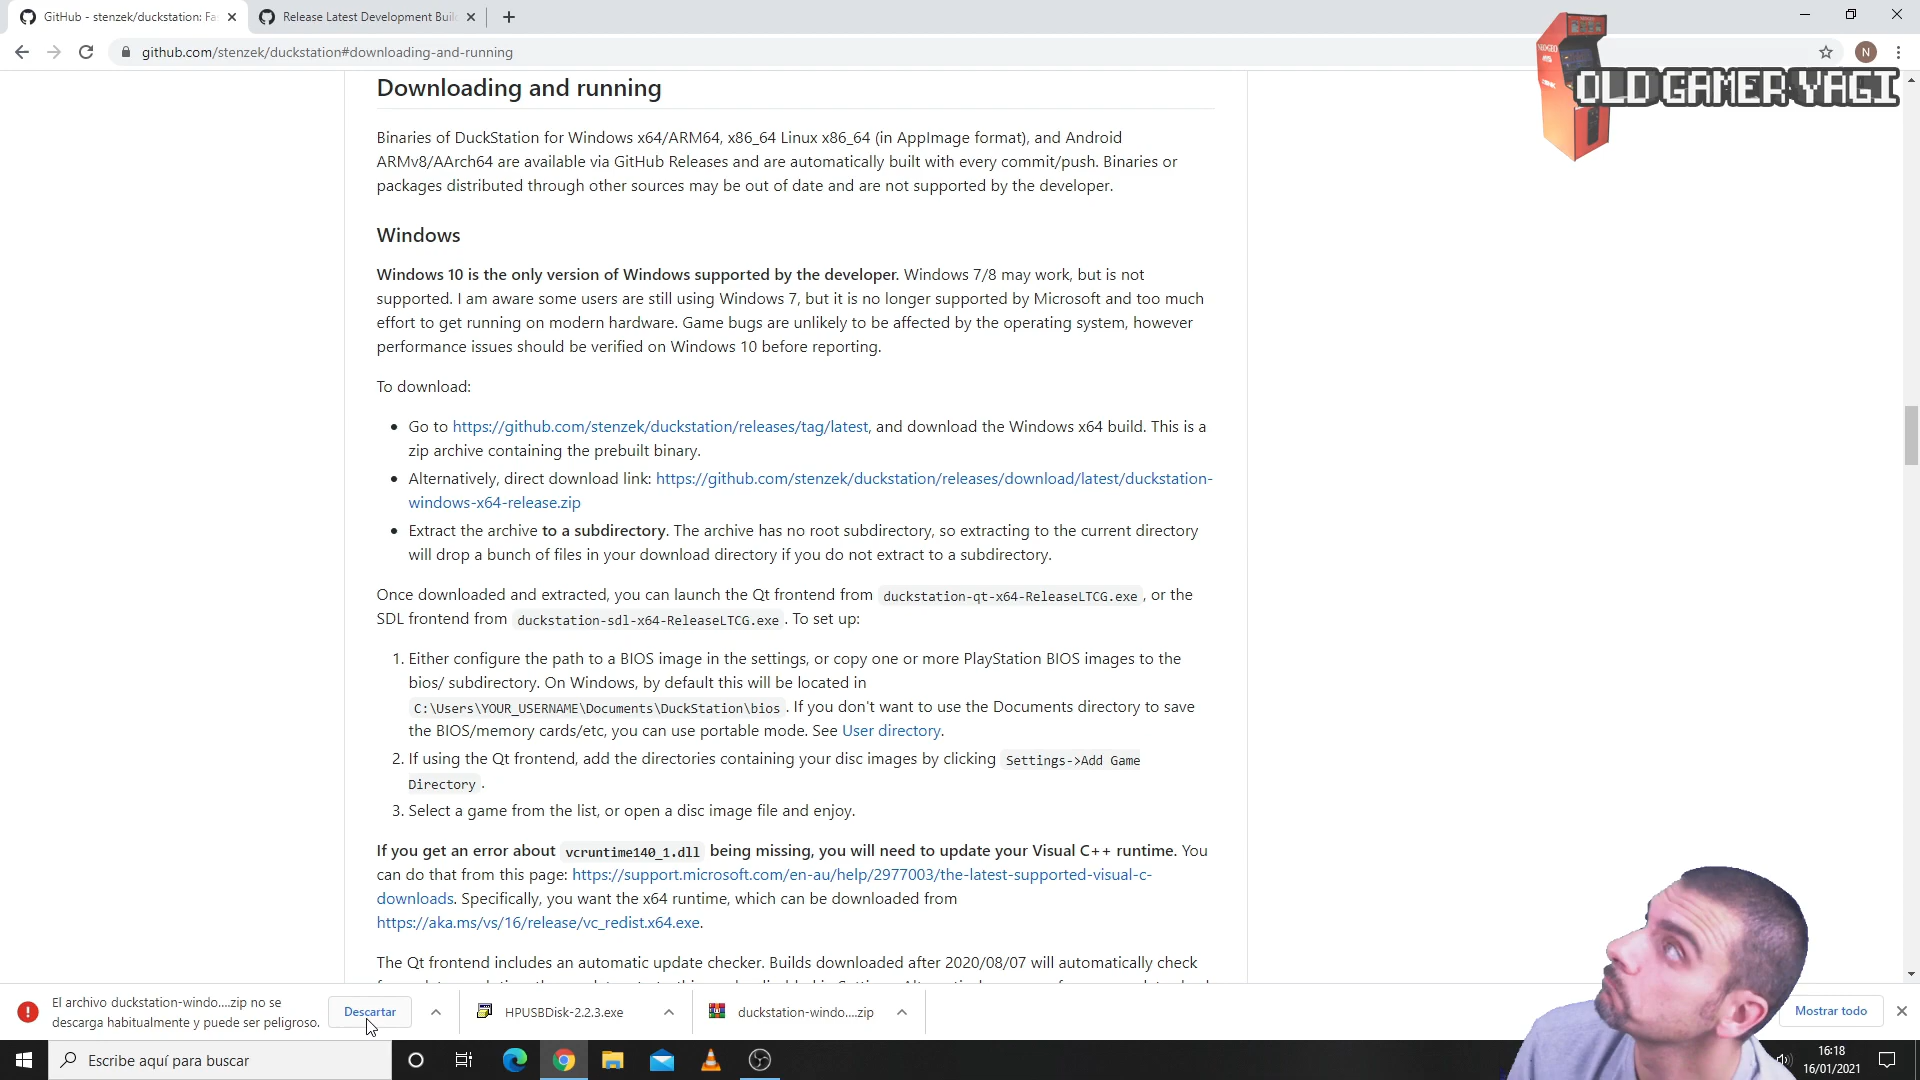 GitHub - stenzek/duckstation: Fa
Release Latest Development Buil
github.com/stenzek/duckstation#downloading-and-running
N
OLD GAMER YAGI
Downloading and running
Binaries of DuckStation for Windows x64/ARM64, x86_64 Linux x86_64 (in AppImage format), and Android
ARMv8/AArch64 are available via GitHub Releases and are automatically built with every commit/push. Binaries or
packages distributed through other sources may be out of date and are not supported by the developer.
Windows
Windows 10 is the only version of Windows supported by the developer. Windows 7/8 may work, but is not
supported. I am aware some users are still using Windows 7, but it is no longer supported by Microsoft and too much
effort to get running on modern hardware. Game bugs are unlikely to be affected by the operating system, however
performance issues should be verified on Windows 10 before reporting.
To download:
Go to https://github.com/stenzek/duckstation/releases/tag/latest, and download the Windows x64 build. This is a
zip archive containing the prebuilt binary.
Alternatively, direct download link: https://github.com/stenzek/duckstation/releases/download/latest/duckstation-
windows-x64-release.zip
Extract the archive to a subdirectory. The archive has no root subdirectory, so extracting to the current directory
will drop a bunch of files in your download directory if you do not extract to a subdirectory.
Once downloaded and extracted, you can launch the Qt frontend from duckstation-qt-x64-ReleaseLTCG.exe, or the
SDL frontend from duckstation-sdl-x64-ReleaseLTCG.exe. To set up:
1. Either configure the path to a BIOS image in the settings, or copy one or more PlayStation BIOS images to the
bios/ subdirectory. On Windows, by default this will be located in
C:\Users\YOUR_USERNAME\Documents\DuckStation\bios. If you don't want to use the Documents directory to save
the BIOS/memory cards/etc, you can use portable mode. See User directory.
2. If using the Qt frontend, add the directories containing your disc images by clicking Settings->Add Game
Directory.
3. Select a game from the list, or open a disc image file and enjoy.
If you get an error about vcruntime140_1.dll being missing, you will need to update your Visual C++ runtime. You
can do that from this page: https://support.microsoft.com/en-au/help/2977003/the-latest-supported-visual-c-
downloads. Specifically, you want the x64 runtime, which can be downloaded from
https://aka.ms/vs/16/release/vc_redist.x64.exe.
The Qt frontend includes an automatic update checker. Builds downloaded after 2020/08/07 will automatically check
El archivo duckstation-windo....zip no se
descarga habitualmente y puede ser peligroso.
Descartar
HPUSBDisk-2.2.3.exe
duckstation-windo....zip
Mostrar todo
Escribe aquí para buscar
16:18
16/01/2021